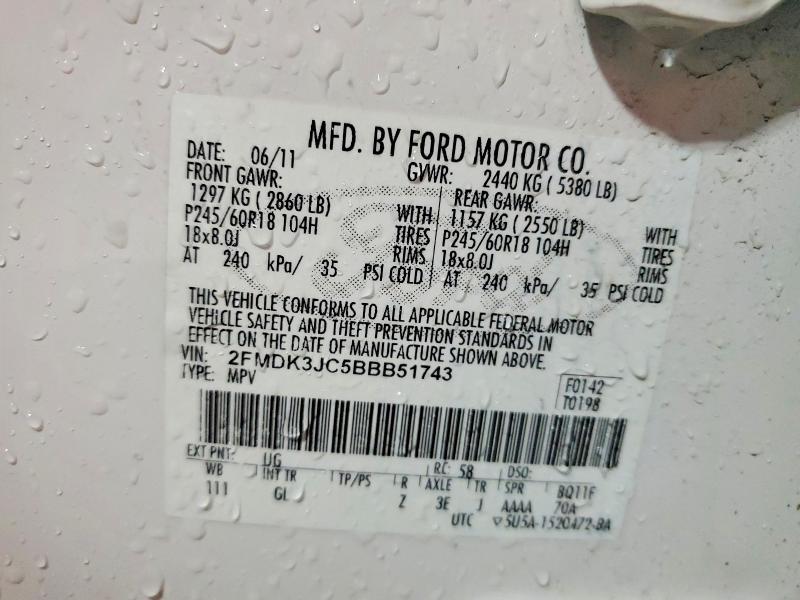 MFD. BY FORD MOTOR CO.
DATE: 06/11 GVWR: 2440 KG ( 5380 LB)
FRONT GAWR: REAR GAWR:
1297 KG ( 2860 LB) WITH 1157 KG ( 2550 LB) WITH
P245/60R18 104H TIRES P245/60R18 104H TIRES
18x8.0J RIMS 18x8.0J RIMS
AT 240 kPa/ 35 PSI COLD AT 240 kPa/ 35 PSI COLD
THIS VEHICLE CONFORMS TO ALL APPLICABLE FEDERAL MOTOR
VEHICLE SAFETY AND THEFT PREVENTION STANDARDS IN
EFFECT ON THE DATE OF MANUFACTURE SHOWN ABOVE.
VIN: 2FMDK3JC5BBB51743
TYPE: MPV
F0142
T0198
EXT PNT: UG RC: 58 DSO:
WB INT TR TP/PS R AXLE TR SPR BQ11F
111 GL Z 3E J AAAA 70A
UTC ▽5U5A-1520472-BA